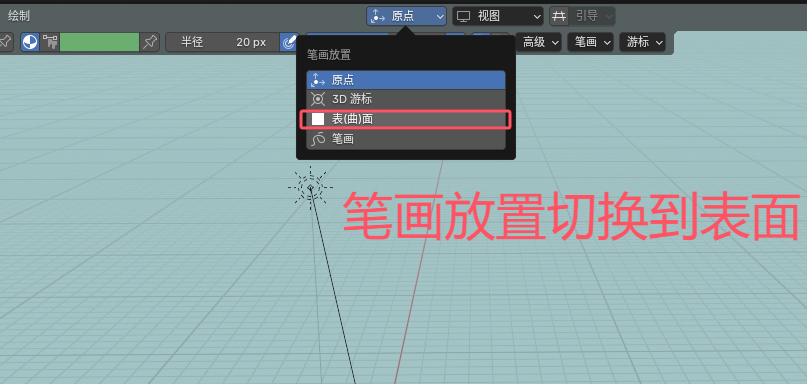 绘制
原点
视图
引导
半径 20 px
高级
笔画
游标
笔画放置
原点
3D 游标
表(曲)面
笔画
笔画放置切换到表面